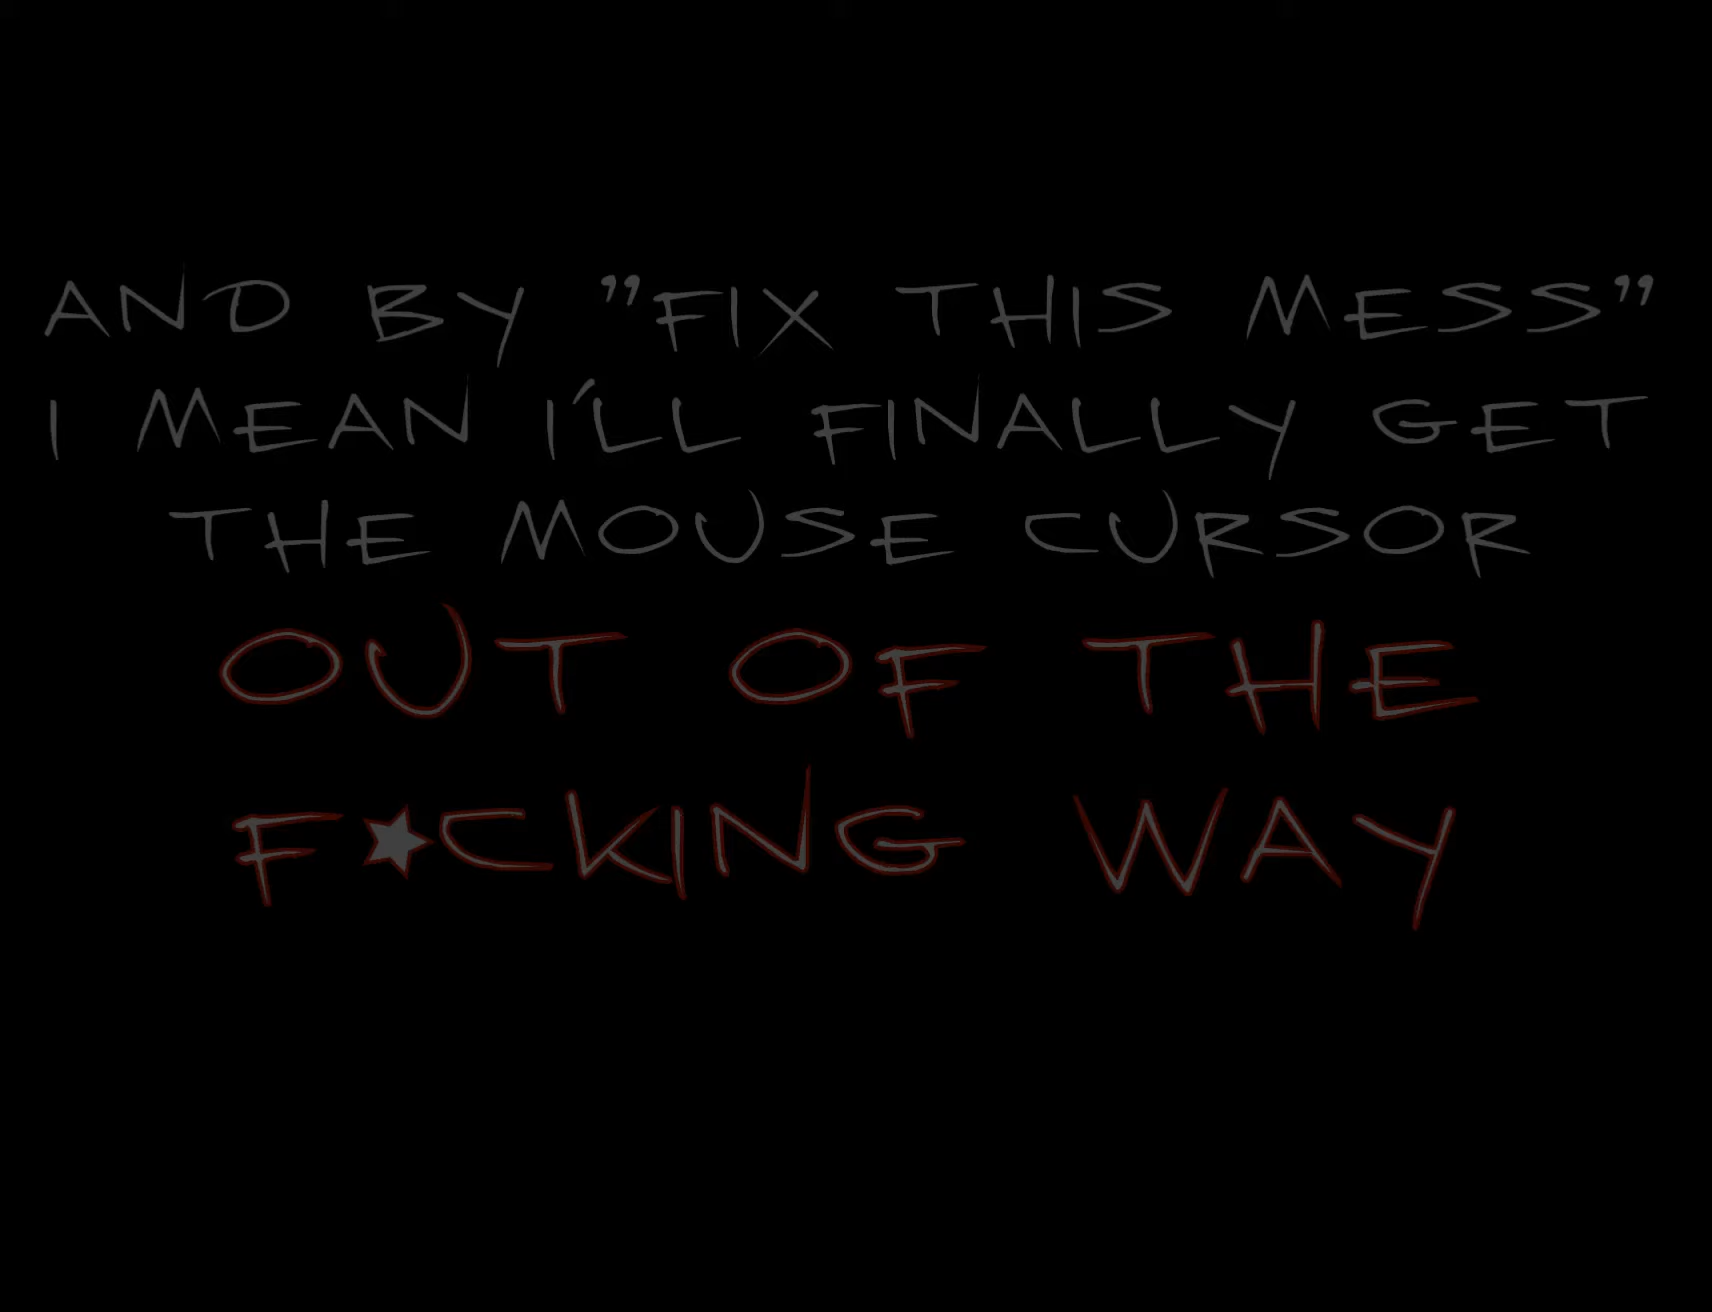 AND BY ”FIX THIS MESS”
I MEAN I´LL FINALLY GET
THE MOUSE CURSOR
OUT OF THE
F★CKING WAY